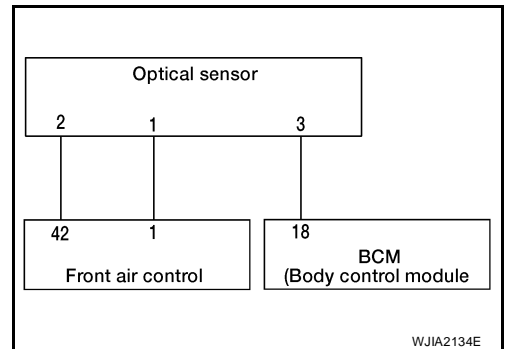 Optical sensor
2 1 3
42 1 18
Front air control
BCM
(Body control module
WJIA2134E